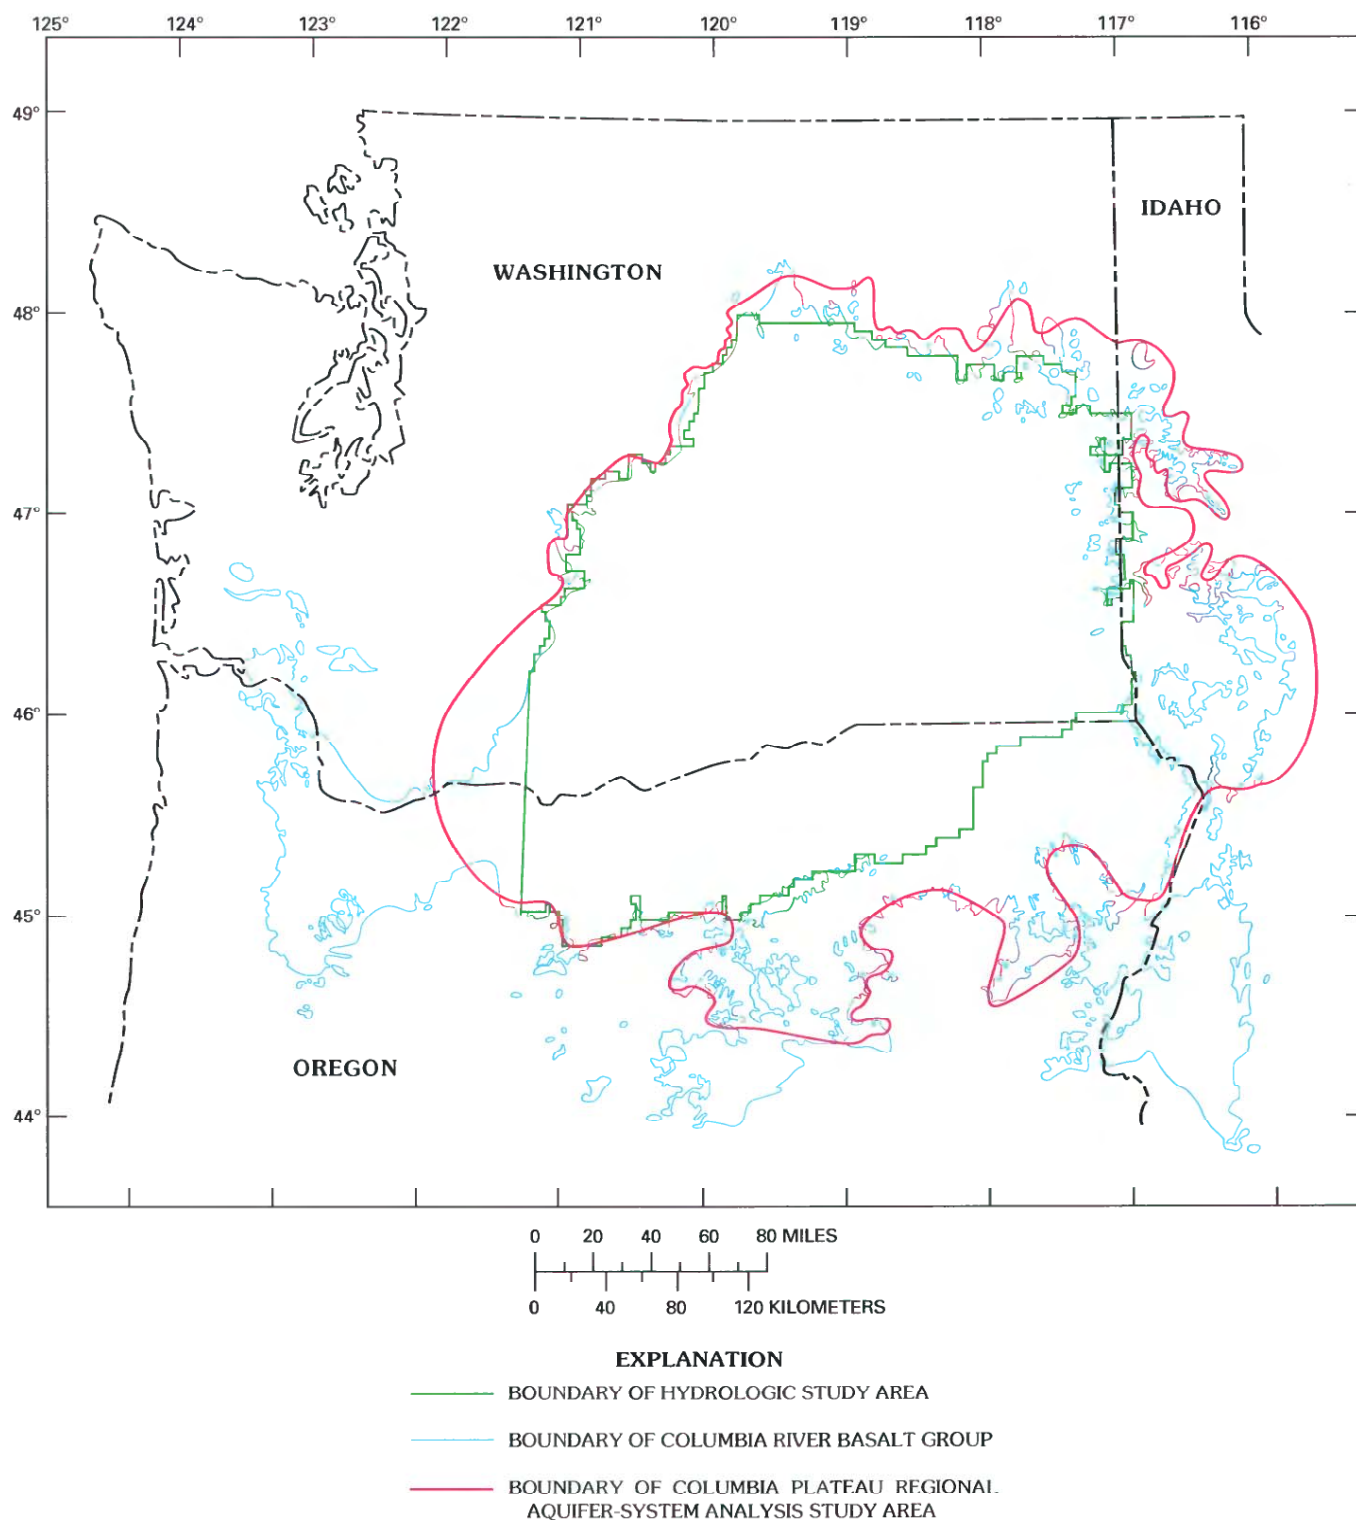 125° 124° 123° 122° 121° 120° 119° 118° 117° 116°
49°
IDAHO
WASHINGTON
48°
47°
46°
45°
OREGON
44°
0 20 40 60 80 MILES
0 40 80 120 KILOMETERS
EXPLANATION
BOUNDARY OF HYDROLOGIC STUDY AREA
BOUNDARY OF COLUMBIA RIVER BASALT GROUP
BOUNDARY OF COLUMBIA PLATEAU REGIONAL
AQUIFER-SYSTEM ANALYSIS STUDY AREA